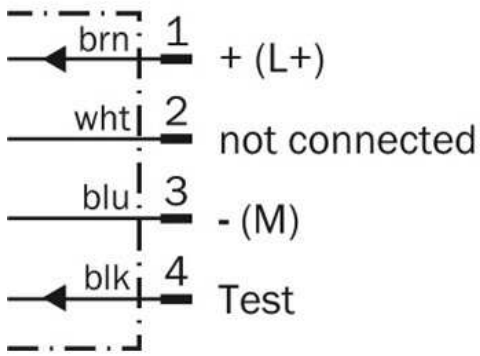 brn 1 + (L+)
wht 2 not connected
blu 3 - (M)
blk 4 Test